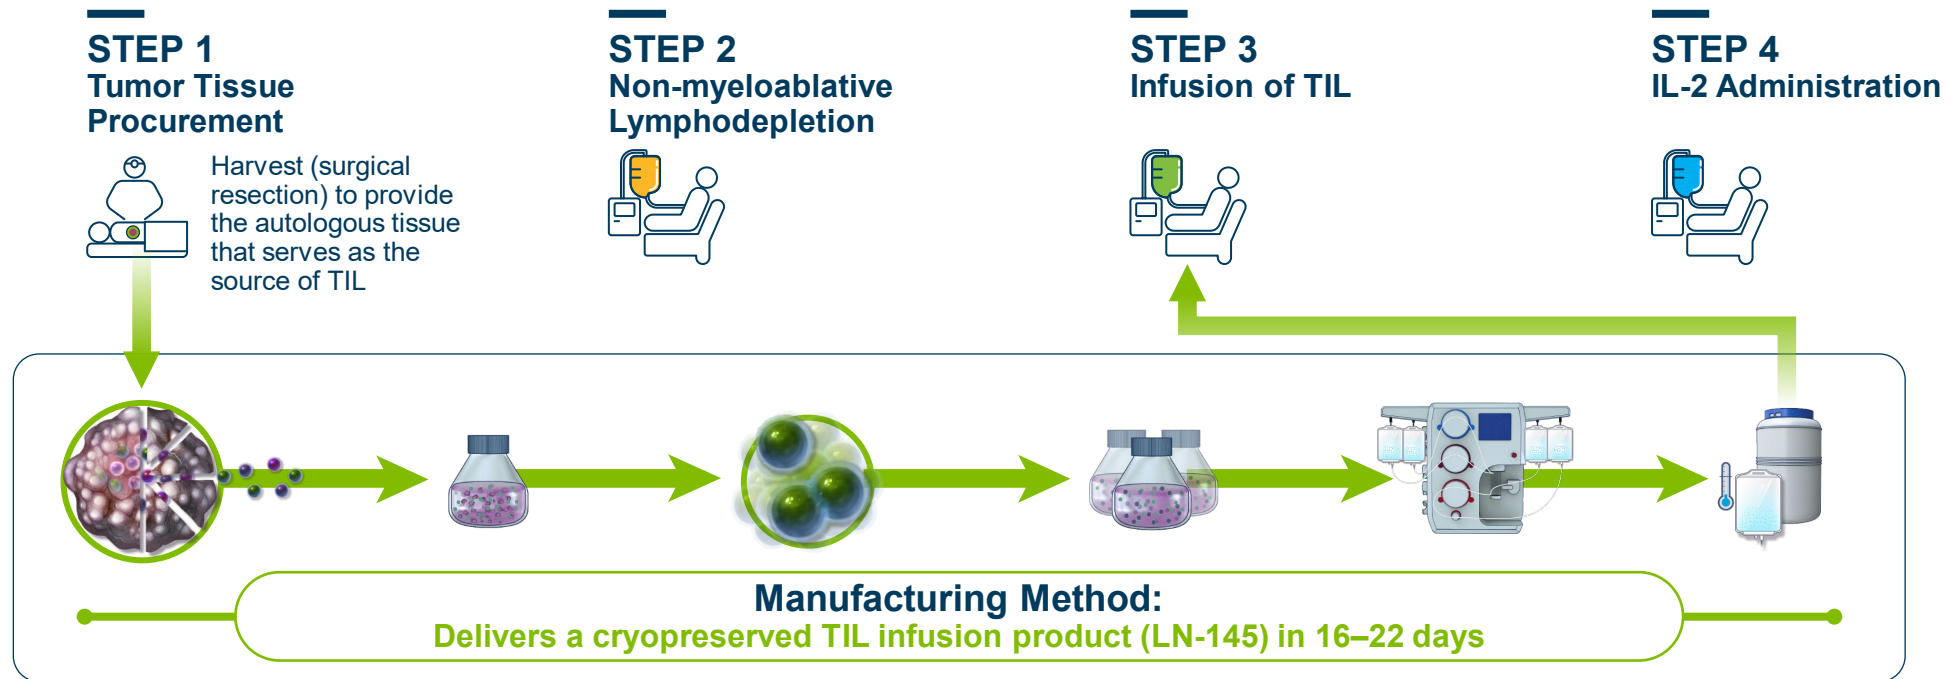 STEP 1
Tumor Tissue
Procurement
Harvest (surgical
resection) to provide
the autologous tissue
that serves as the
source of TIL
STEP 2
Non-myeloablative
Lymphodepletion
STEP 3
Infusion of TIL
STEP 4
IL-2 Administration
Manufacturing Method:
Delivers a cryopreserved TIL infusion product (LN-145) in 16–22 days